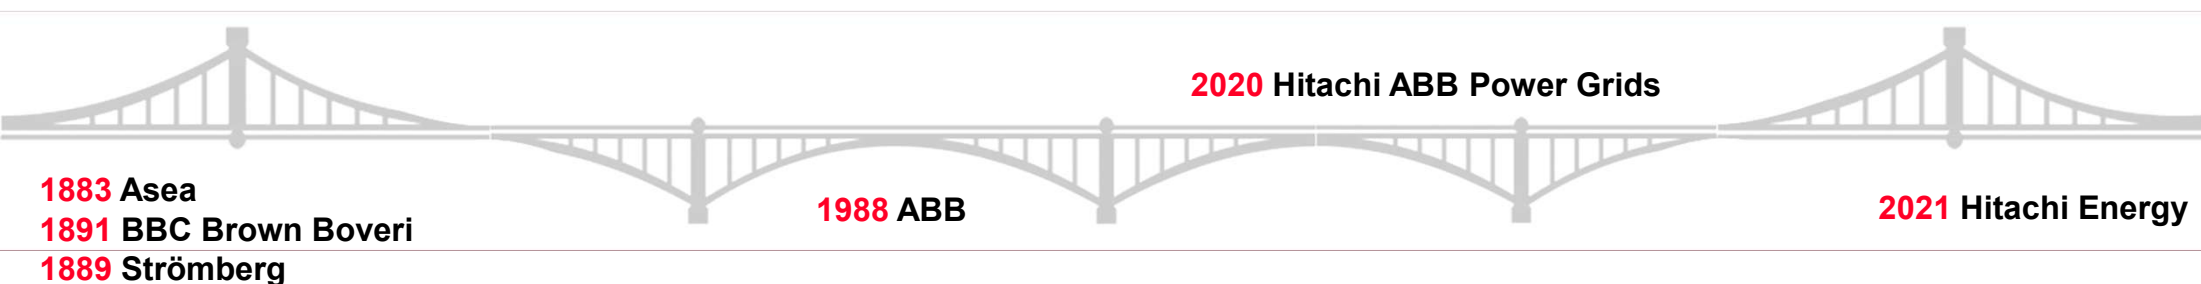 2020 Hitachi ABB Power Grids
1883 Asea
1891 BBC Brown Boveri
1889 Strömberg
1988 ABB
2021 Hitachi Energy